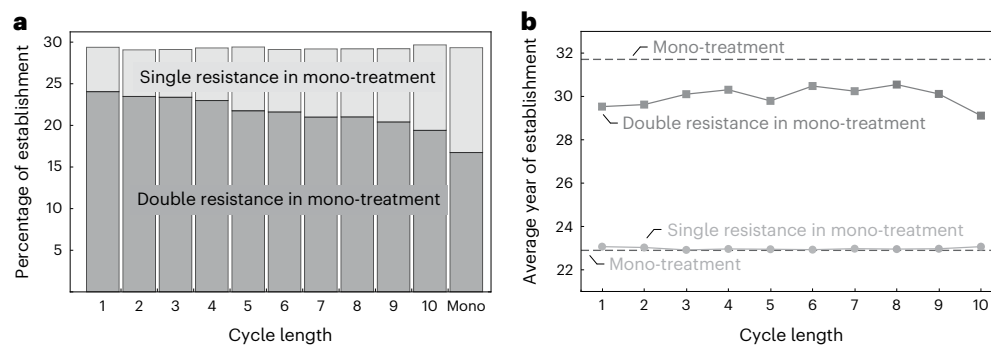 a
Percentage of establishment
30
25
20
15
10
5
Single resistance in mono-treatment
Double resistance in mono-treatment
1 2 3 4 5 6 7 8 9 10 Mono
Cycle length
b
Average year of establishment
32
30
28
26
24
22
Mono-treatment
Double resistance in mono-treatment
Single resistance in mono-treatment
Mono-treatment
1 2 3 4 5 6 7 8 9 10
Cycle length